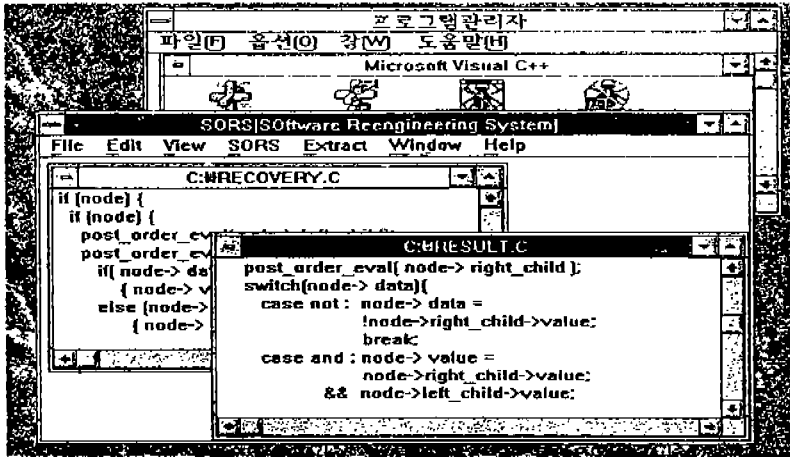 프로그램관리자
파일(F) 옵션(O) 창(W) 도움말(H)
Microsoft Visual C++
SORS[SOftware Reengineering System]
File Edit View SORS Extract Window Help
C:₩RECOVERY.C
if (node) {
if (node) {
post_order_ev
post_order_ev
if( node-> da
{ node-> v
else (node->
{ node->
C:₩RESULT.C
post_order_eval( node-> right_child );
switch(node-> data){
case not : node-> data =
!node->right_child->value;
break;
case and : node-> value =
node->right_child->value;
&& node->left_child->value;